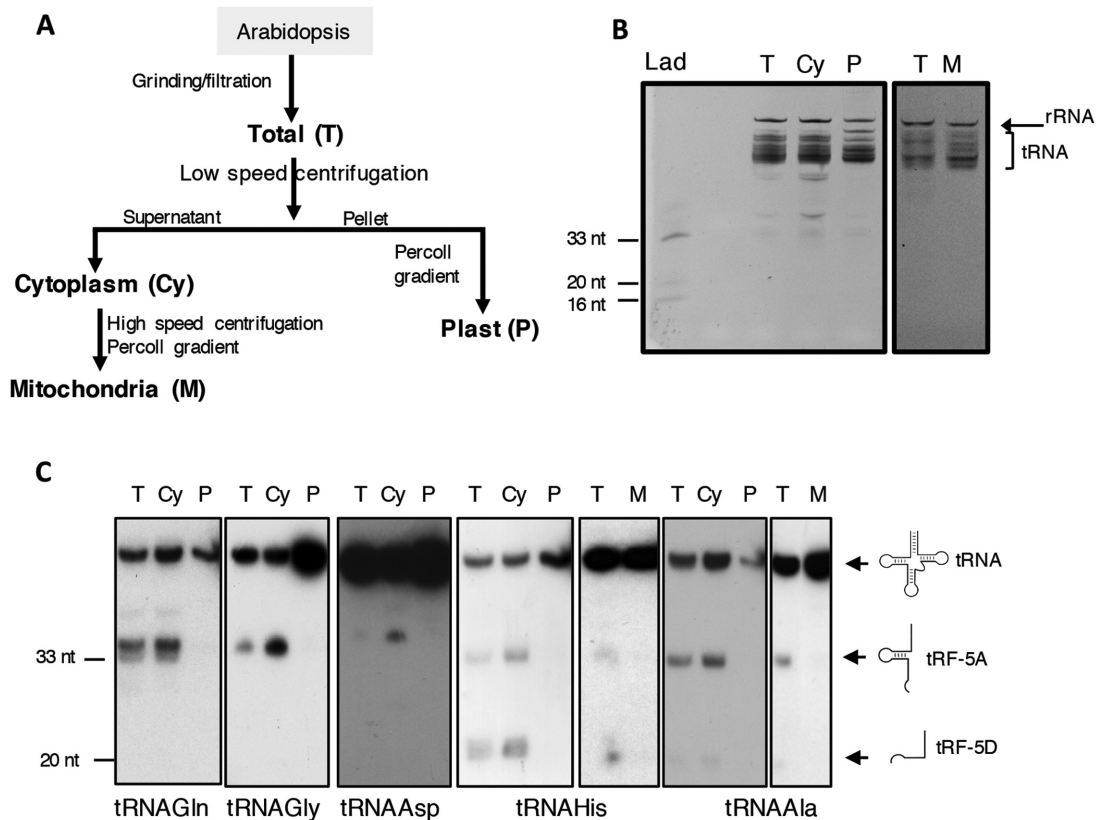 A
Arabidopsis
Grinding/filtration
Total (T)
Low speed centrifugation
Supernatant
Pellet
Percoll
gradient
Cytoplasm (Cy)
Plast (P)
High speed centrifugation
Percoll gradient
Mitochondria (M)
B
Lad T Cy P T M
rRNA
tRNA
33 nt
20 nt
16 nt
C
T Cy P T Cy P T Cy P T Cy P T M T Cy P T M
tRNA
33 nt
tRF-5A
20 nt
tRF-5D
tRNAGln tRNAGly tRNAAsp tRNAHis tRNAAla